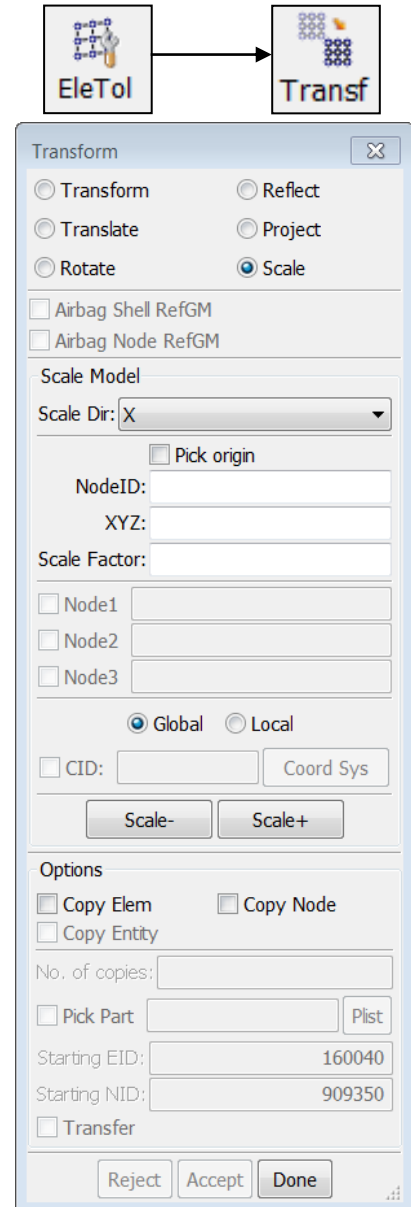 EleTol Transf
Transform
Transform Reflect
Translate Project
Rotate Scale
Airbag Shell RefGM
Airbag Node RefGM
Scale Model
Scale Dir: X
Pick origin
NodeID:
XYZ:
Scale Factor:
Node1
Node2
Node3
Global Local
CID: Coord Sys
Scale- Scale+
Options
Copy Elem Copy Node
Copy Entity
No. of copies:
Pick Part Plist
Starting EID: 160040
Starting NID: 909350
Transfer
Reject Accept Done